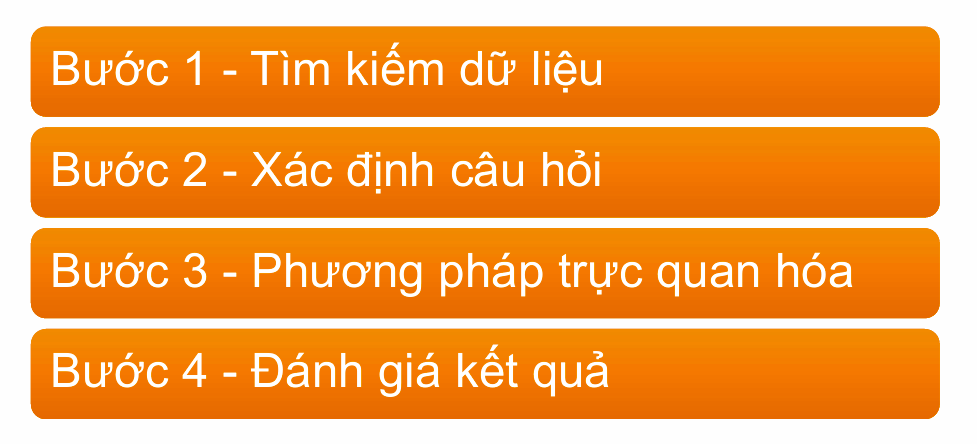 Bước 1 - Tìm kiếm dữ liệu
Bước 2 - Xác định câu hỏi
Bước 3 - Phương pháp trực quan hóa
Bước 4 - Đánh giá kết quả